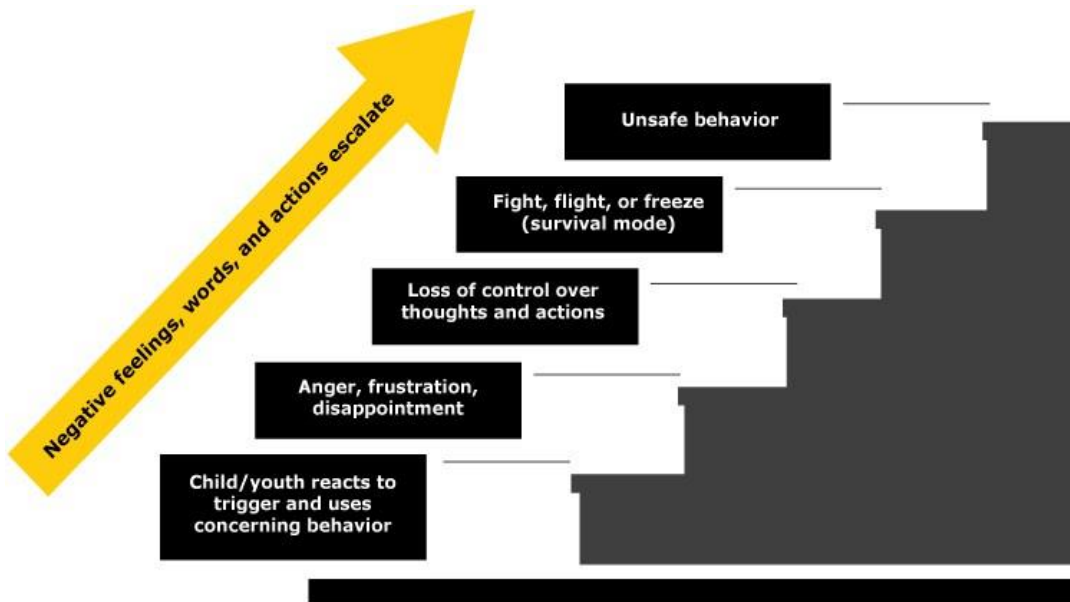 Negative feelings, words, and actions escalate
Unsafe behavior
Fight, flight, or freeze
(survival mode)
Loss of control over
thoughts and actions
Anger, frustration,
disappointment
Child/youth reacts to
trigger and uses
concerning behavior